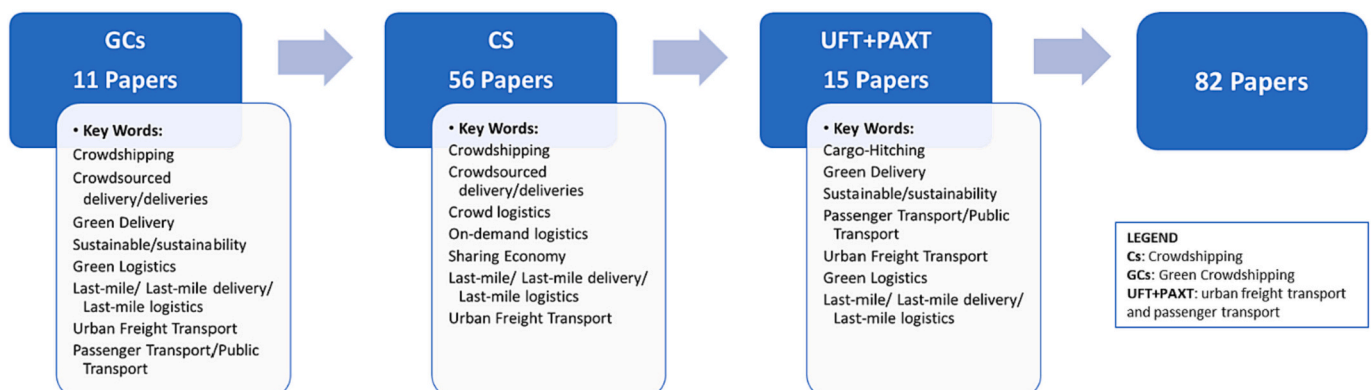 GCs
11 Papers
• Key Words:
Crowdshipping
Crowdsourced
delivery/deliveries
Green Delivery
Sustainable/sustainability
Green Logistics
Last-mile/ Last-mile delivery/
Last-mile logistics
Urban Freight Transport
Passenger Transport/Public
Transport
CS
56 Papers
• Key Words:
Crowdshipping
Crowdsourced
delivery/deliveries
Crowd logistics
On-demand logistics
Sharing Economy
Last-mile/ Last-mile delivery/
Last-mile logistics
Urban Freight Transport
UFT+PAXT
15 Papers
• Key Words:
Cargo-Hitching
Green Delivery
Sustainable/sustainability
Passenger Transport/Public
Transport
Urban Freight Transport
Green Logistics
Last-mile/ Last-mile delivery/
Last-mile logistics
82 Papers
LEGEND
Cs: Crowdshipping
GCs: Green Crowdshipping
UFT+PAXT: urban freight transport
and passenger transport